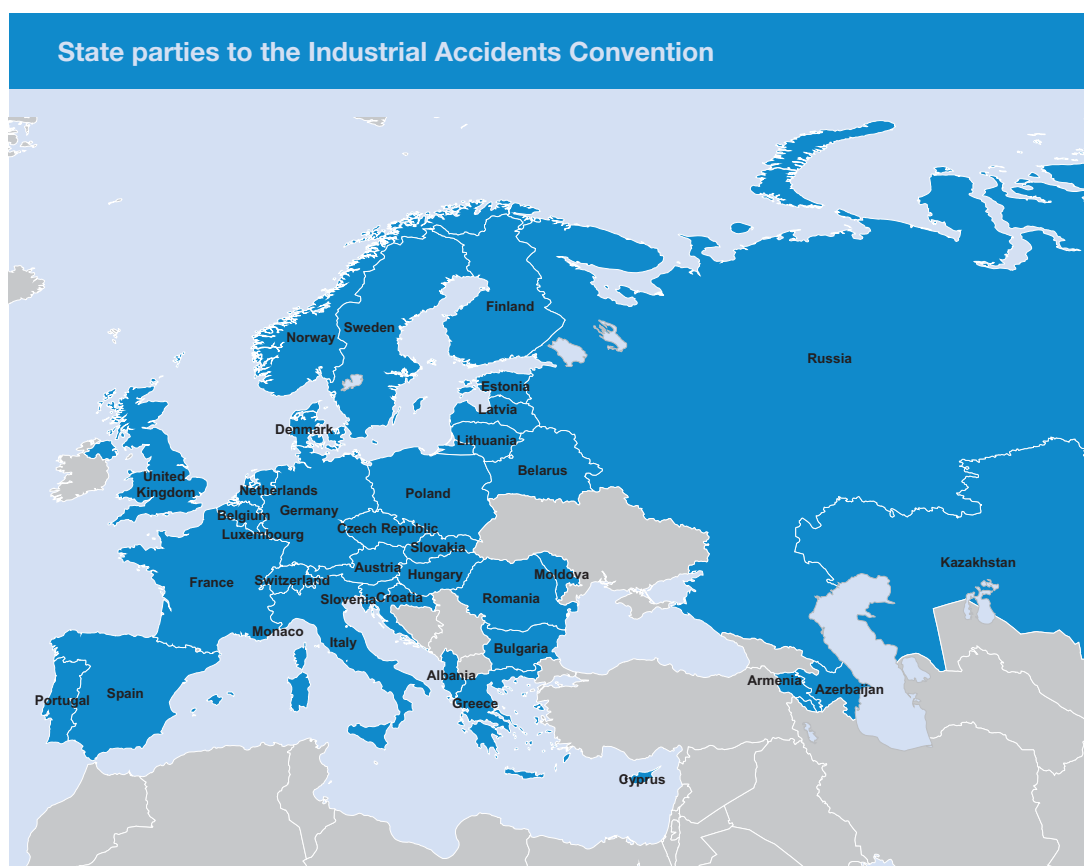 State parties to the Industrial Accidents Convention
Finland
Norway
Sweden
Russia
Estonia
Latvia
Denmark
Lithuania
Belarus
United
Kingdom
Netherlands
Poland
Germany
Belgium
Czech Republic
Luxembourg
Slovakia
Kazakhstan
Austria
Hungary
Moldova
France
Switzerland
Slovenia
Croatia
Romania
Monaco
Italy
Bulgaria
Albania
Armenia
Azerbaijan
Portugal
Spain
Greece
Cyprus